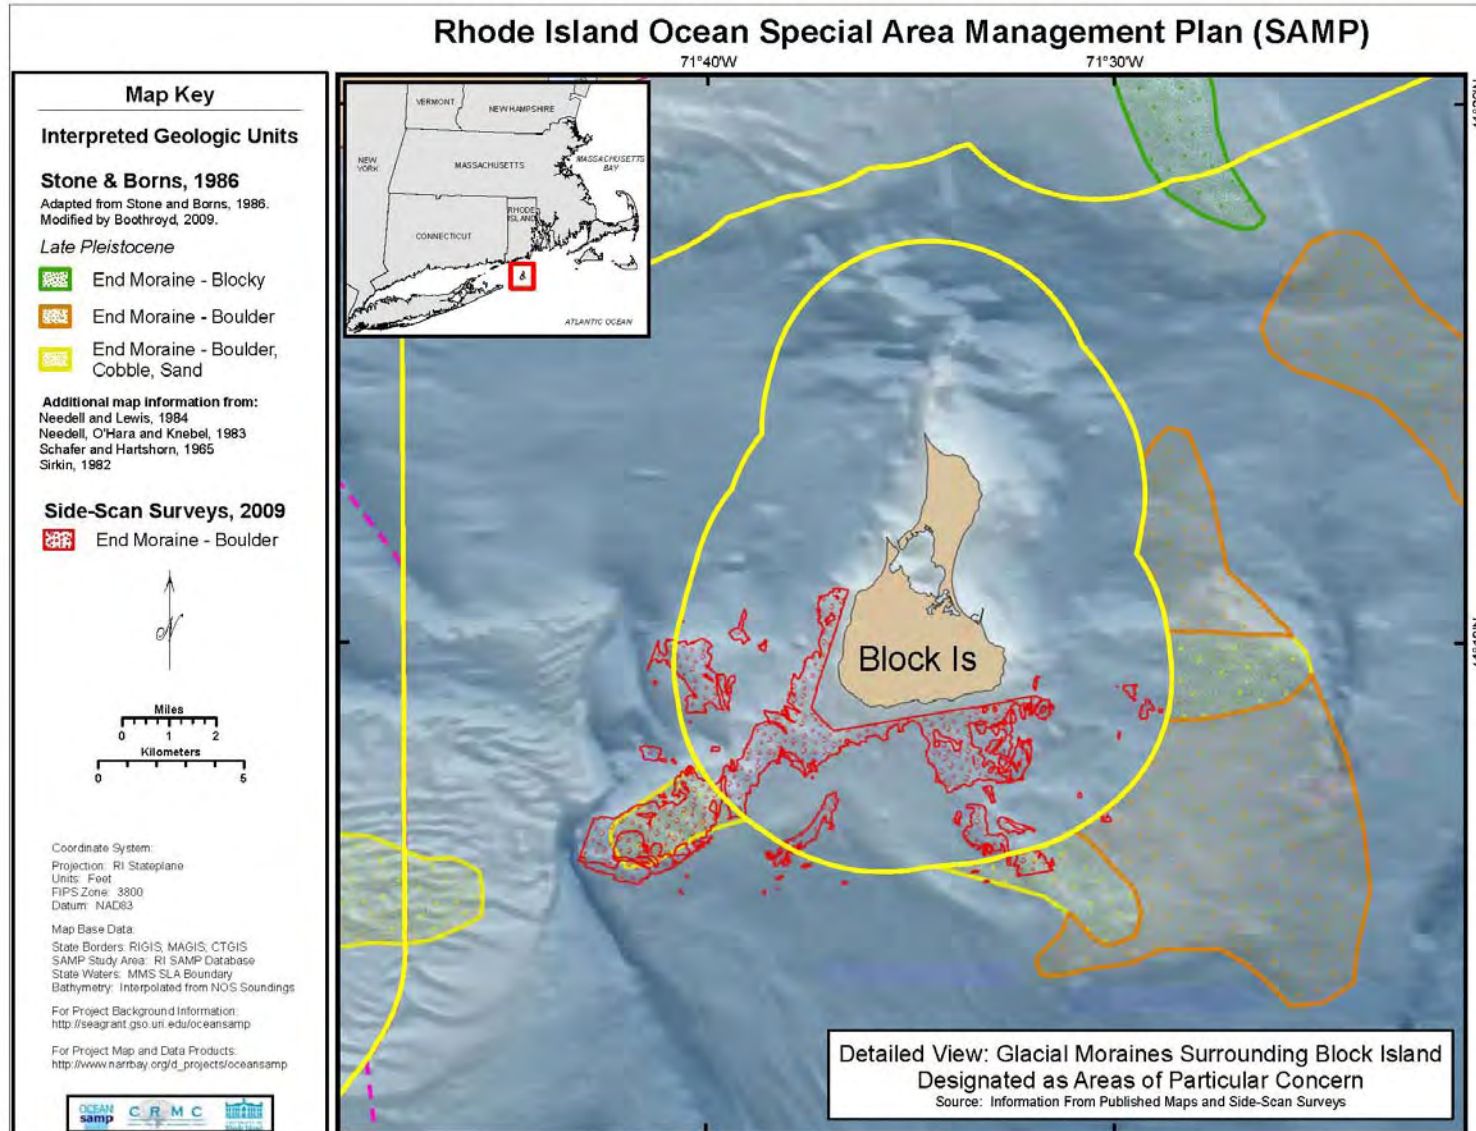 Rhode Island Ocean Special Area Management Plan (SAMP)
71°40'W
71°30'W
Map Key
Interpreted Geologic Units
Stone & Borns, 1986
Adapted from Stone and Borns, 1986.
Modified by Boothroyd, 2009.
Late Pleistocene
End Moraine - Blocky
End Moraine - Boulder
End Moraine - Boulder,
Cobble, Sand
Additional map information from:
Needell and Lewis, 1984
Needell, O'Hara and Knebel, 1983
Schafer and Hartshorn, 1965
Sirkin, 1982
Side-Scan Surveys, 2009
End Moraine - Boulder
N
Miles
0 1 2
Kilometers
0 5
Coordinate System:
Projection: RI Stateplane
Units: Feet
FIPS Zone: 3800
Datum: NAD83
Map Base Data:
State Borders: RIGIS, MAGIS, CTGIS
SAMP Study Area: RI SAMP Database
State Waters: MMS SLA Boundary
Bathymetry: Interpolated from NOS Soundings
For Project Background Information:
http://seagrant.gso.uri.edu/oceansamp
For Project Map and Data Products:
http://www.narrbay.org/d_projects/oceansamp
OCEAN
samp
CRMC
VERMONT
NEW HAMPSHIRE
NEW
YORK
MASSACHUSETTS
MASSACHUSETTS
BAY
CONNECTICUT
RHODE
ISLAND
ATLANTIC OCEAN
Block Is
Detailed View: Glacial Moraines Surrounding Block Island
Designated as Areas of Particular Concern
Source: Information From Published Maps and Side-Scan Surveys